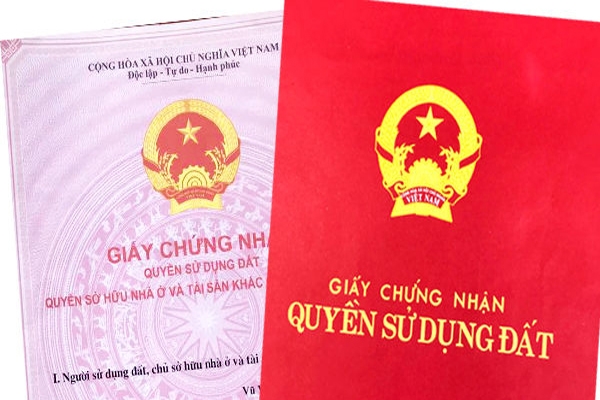 CỘNG HÒA XÃ HỘI CHỦ NGHĨA VIỆT NAM
Độc lập - Tự do - Hạnh phúc
GIẤY CHỨNG NHẬ
QUYỀN SỬ DỤNG ĐẤT
QUYỀN SỞ HỮU NHÀ Ở VÀ TÀI SẢN KHÁC
I. Người sử dụng đất, chủ sở hữu nhà ở và tài
Vũ
VIỆT NAM
GIẤY CHỨNG NHẬN
QUYỀN SỬ DỤNG ĐẤT